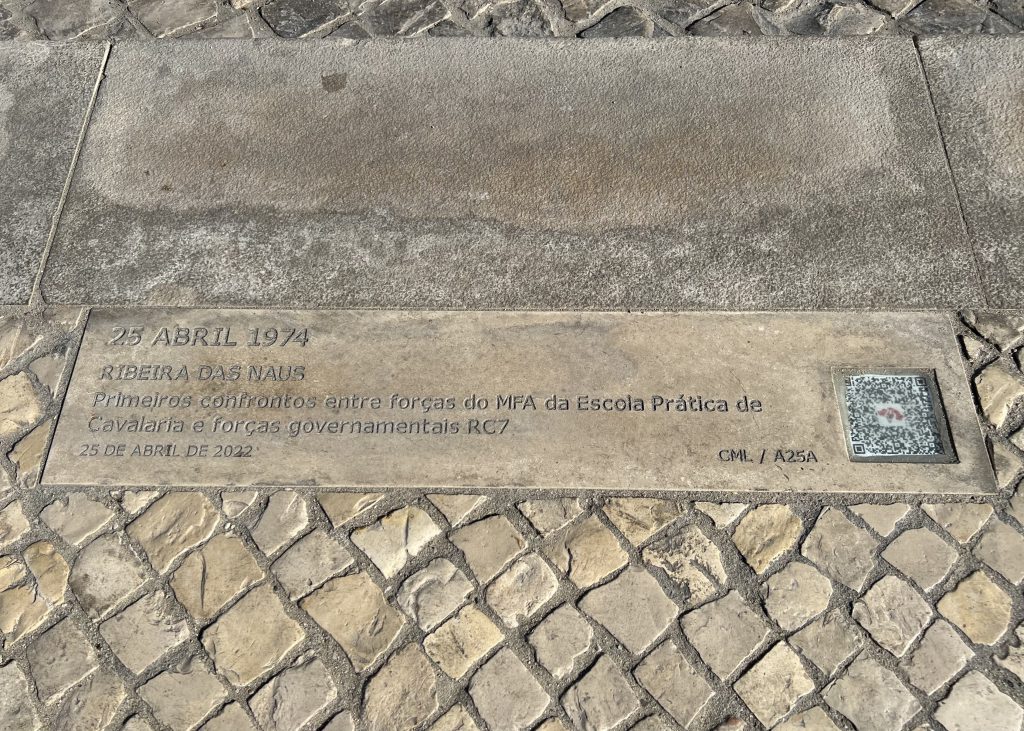 25 ABRIL 1974
RIBEIRA DAS NAUS
Primeiros confrontos entre forças do MFA da Escola Prática de
Cavalaria e forças governamentais RC7
25 DE ABRIL DE 2022
CML / A25A